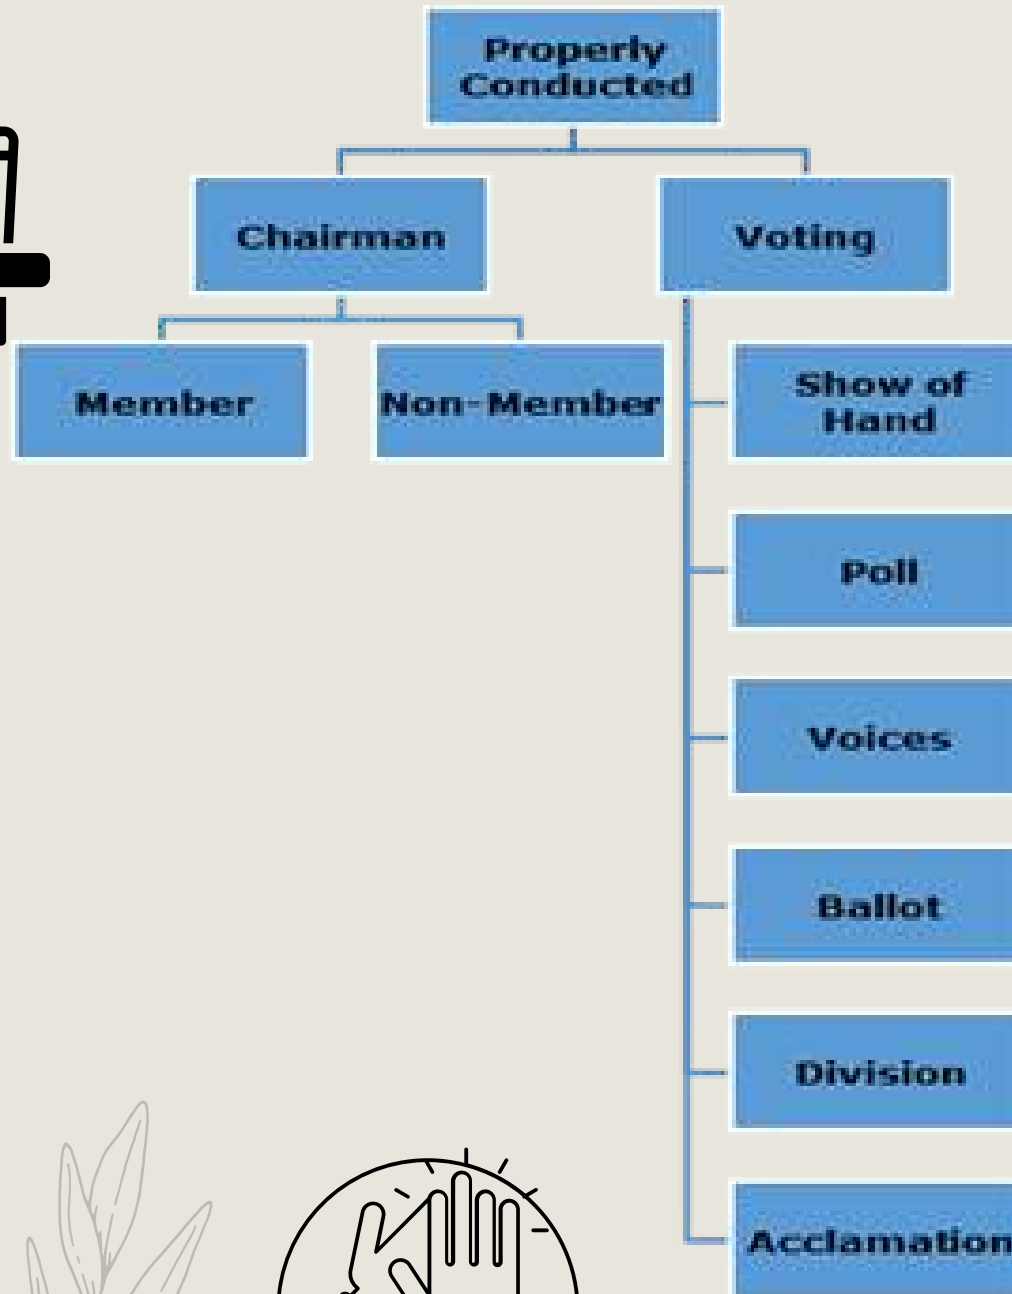 Properly
Conducted
Chairman
Voting
Member
Non-Member
Show of
Hand
Poll
Voices
Ballot
Division
Acclamation